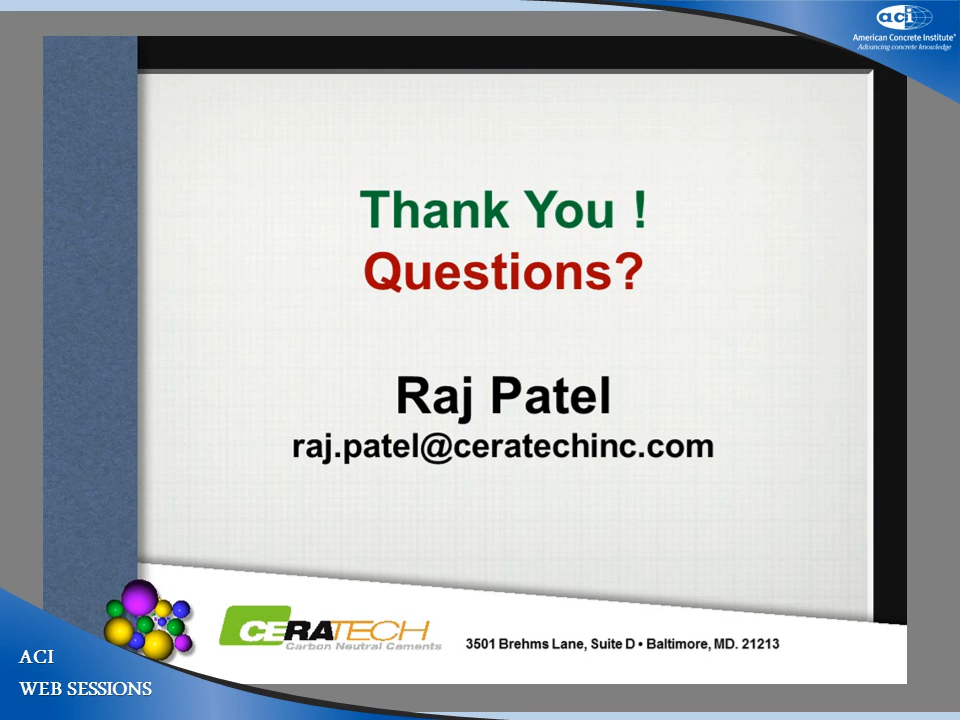 aci
American Concrete Institute®
Advancing concrete knowledge
Thank You !
Questions?
Raj Patel
raj.patel@ceratechinc.com
CERATECH
Carbon Neutral Cements
3501 Brehms Lane, Suite D • Baltimore, MD. 21213
ACI
WEB SESSIONS